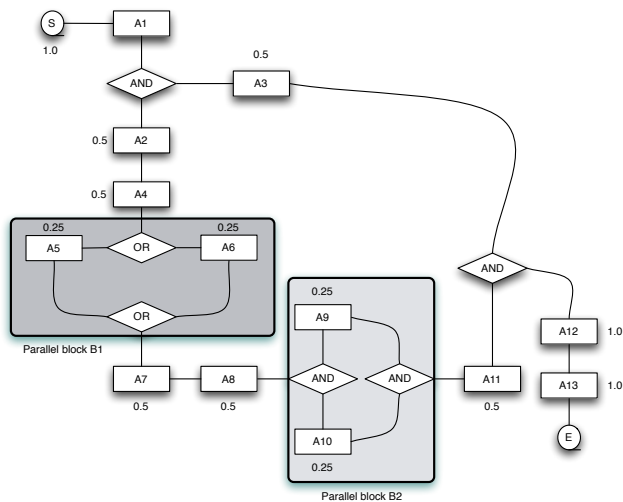 S
A1
1.0
0.5
AND
A3
0.5
A2
0.5
A4
0.25
0.25
A5
OR
A6
OR
Parallel block B1
AND
0.25
A9
A12
1.0
A7
A8
AND
AND
A11
A13
1.0
0.5
0.5
0.5
A10
E
0.25
Parallel block B2